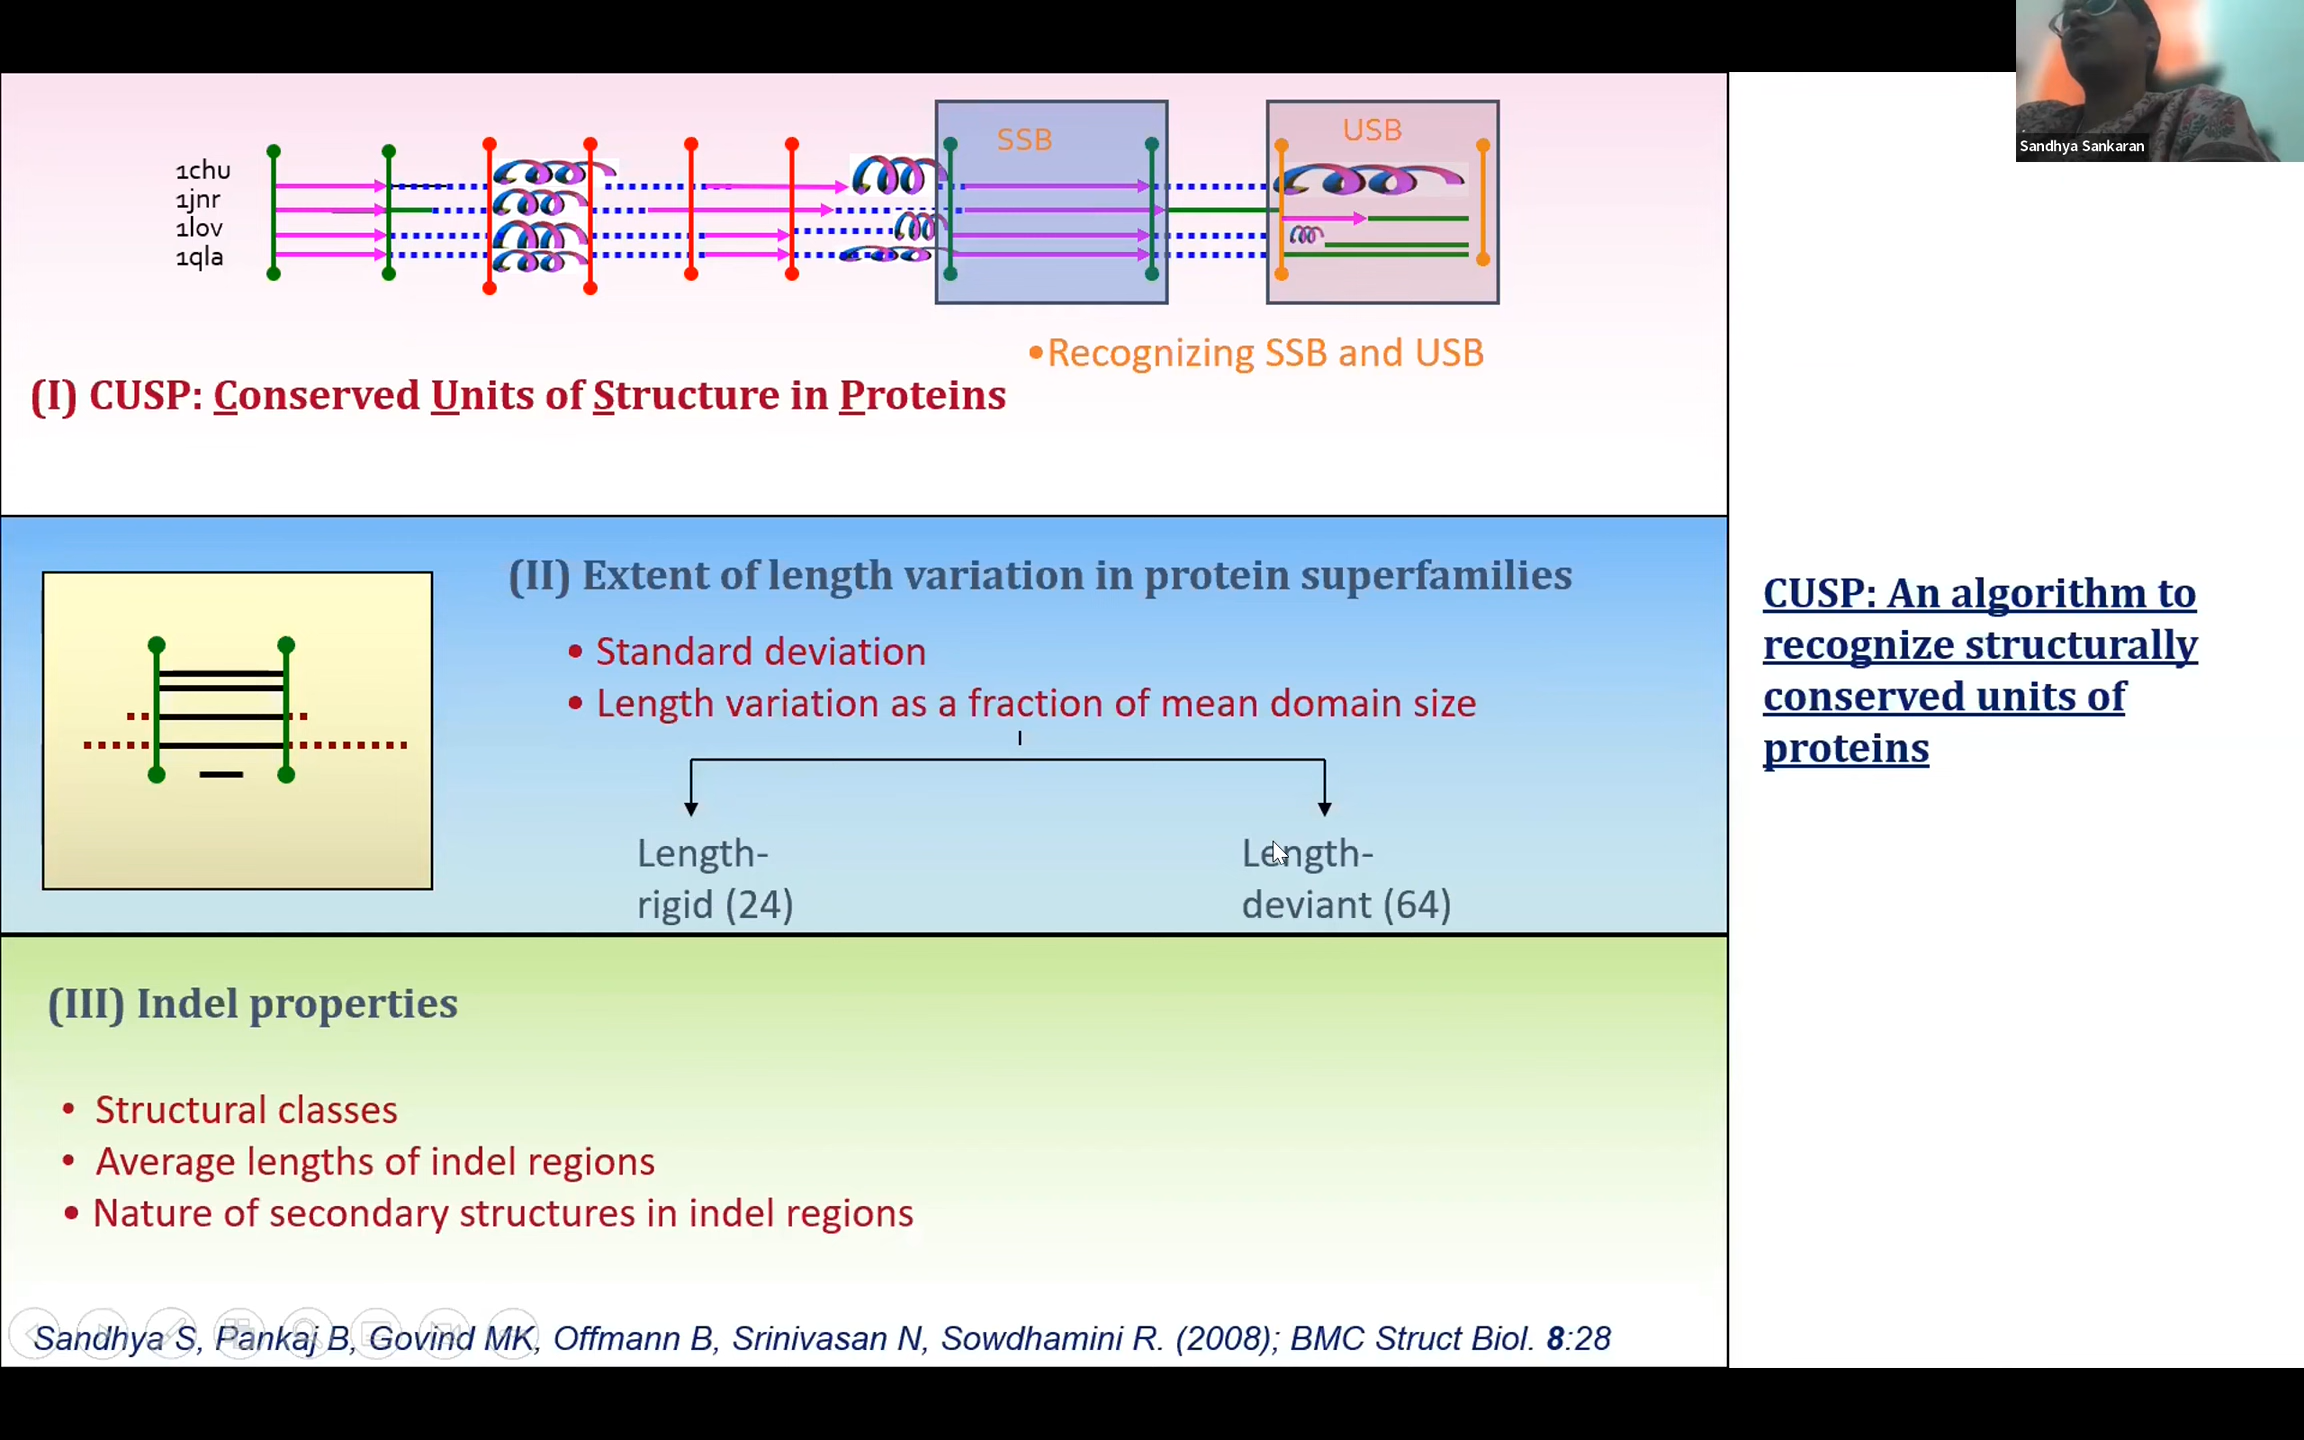 Sandhya Sankaran
SSB
USB
1chu
1jnr
1lov
1qla
•Recognizing SSB and USB
(I) CUSP: Conserved Units of Structure in Proteins
(II) Extent of length variation in protein superfamilies
• Standard deviation
• Length variation as a fraction of mean domain size
Length-
rigid (24)
Length-
deviant (64)
CUSP: An algorithm to
recognize structurally
conserved units of
proteins
(III) Indel properties
• Structural classes
• Average lengths of indel regions
• Nature of secondary structures in indel regions
Sandhya S, Pankaj B, Govind MK, Offmann B, Srinivasan N, Sowdhamini R. (2008); BMC Struct Biol. 8:28